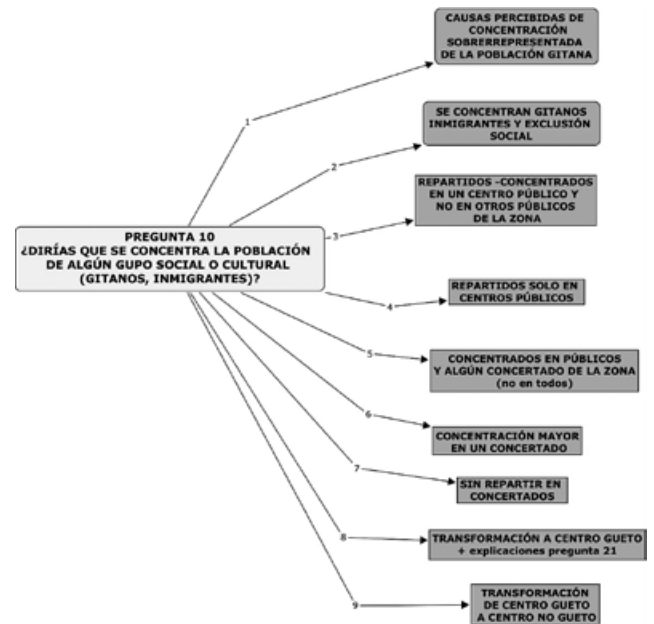 CAUSAS PERCIBIDAS DE
CONCENTRACIÓN
SOBRERREPRESENTADA
DE LA POBLACIÓN GITANA
1
SE CONCENTRAN GITANOS
INMIGRANTES Y EXCLUSIÓN
SOCIAL
2
REPARTIDOS -CONCENTRADOS
EN UN CENTRO PÚBLICO Y
NO EN OTROS PÚBLICOS
DE LA ZONA
3
PREGUNTA 10
¿DIRÍAS QUE SE CONCENTRA LA POBLACIÓN
DE ALGÚN GUPO SOCIAL O CULTURAL
(GITANOS, INMIGRANTES)?
4
REPARTIDOS SOLO EN
CENTROS PÚBLICOS
5
CONCENTRADOS EN PÚBLICOS
Y ALGÚN CONCERTADO DE LA ZONA
(no en todos)
6
CONCENTRACIÓN MAYOR
EN UN CONCERTADO
7
SIN REPARTIR EN
CONCERTADOS
8
TRANSFORMACIÓN A CENTRO GUETO
+ explicaciones pregunta 21
9
TRANSFORMACIÓN
DE CENTRO GUETO
A CENTRO NO GUETO